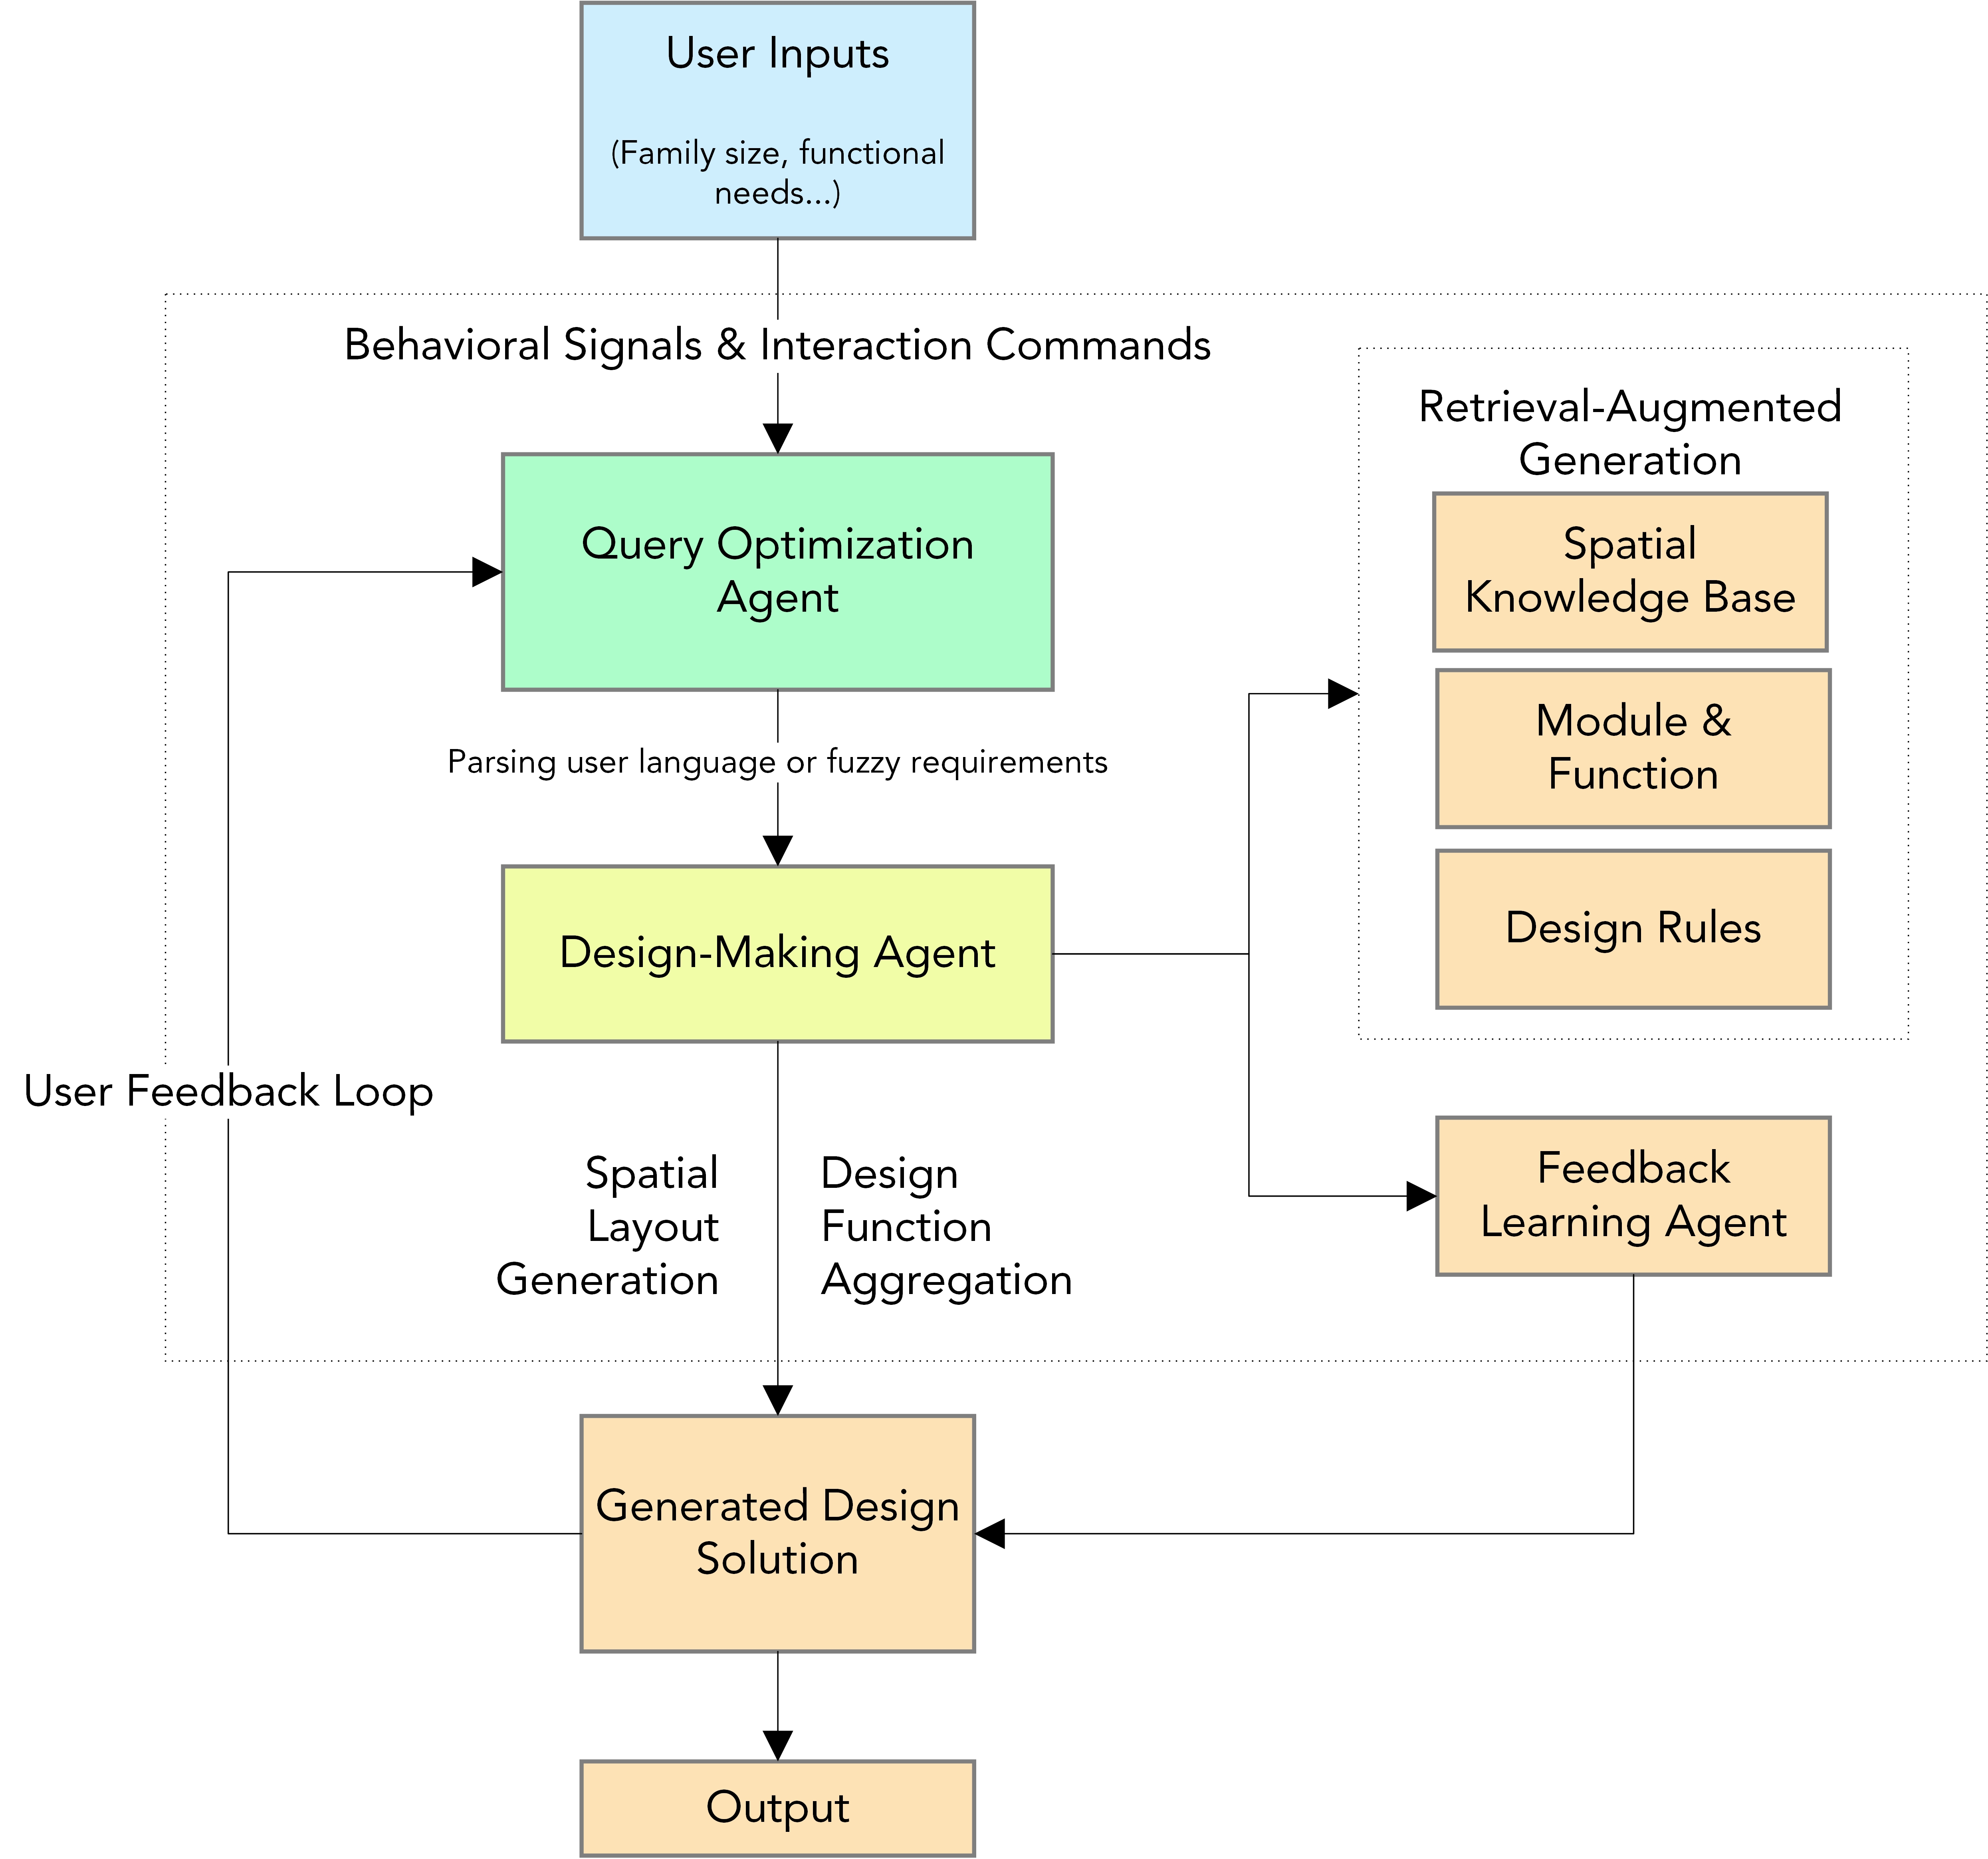 User Inputs
(Family size, functional
needs...)
Behavioral Signals & Interaction Commands
Retrieval-Augmented
Generation
Spatial
Knowledge Base
Query Optimization
Agent
Module &
Function
Parsing user language or fuzzy requirements
Design Rules
Design-Making Agent
User Feedback Loop
Spatial
Layout
Generation
Design
Function
Aggregation
Feedback
Learning Agent
Generated Design
Solution
Output